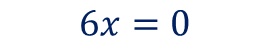 6x = 0